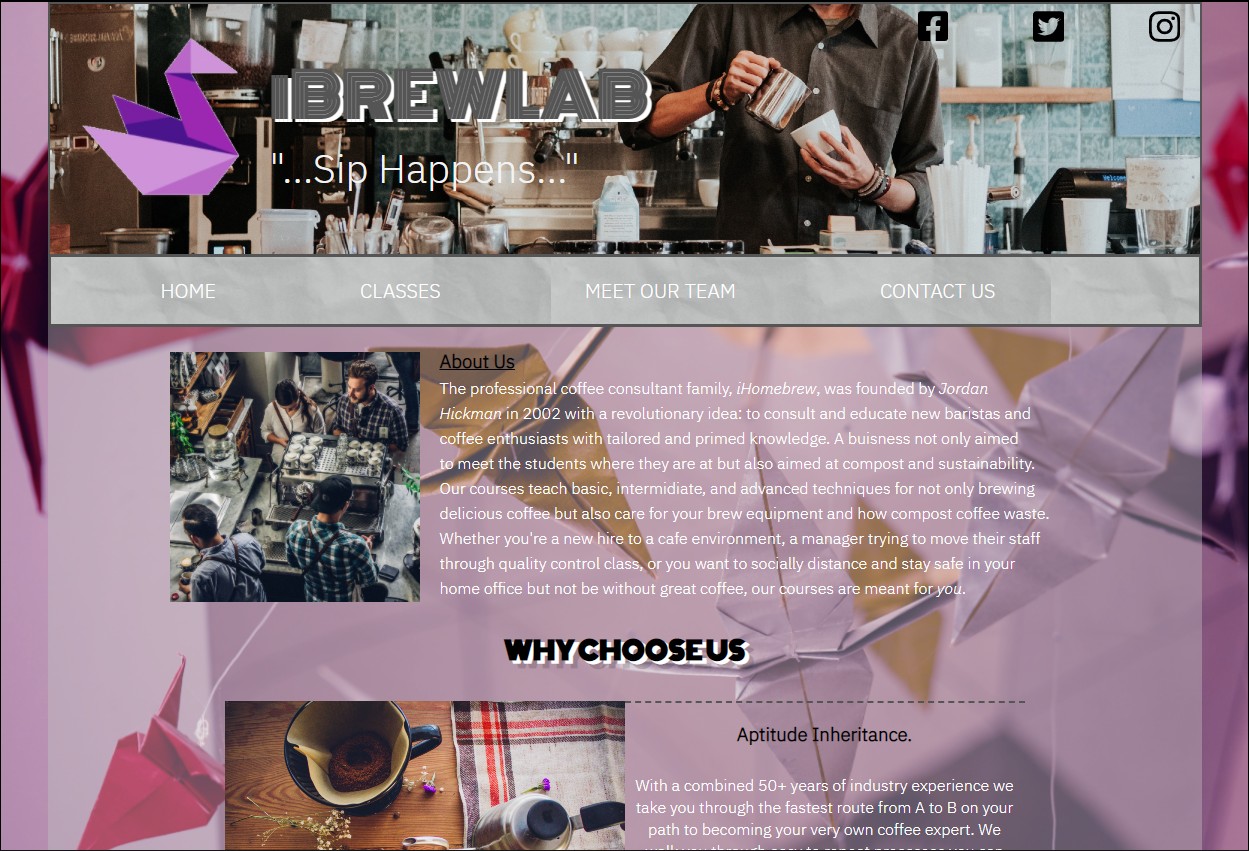 IBREWLAB
"...Sip Happens..."
HOME CLASSES MEET OUR TEAM CONTACT US
About Us
The professional coffee consultant family, iHomebrew, was founded by Jordan
Hickman in 2002 with a revolutionary idea: to consult and educate new baristas and
coffee enthusiasts with tailored and primed knowledge. A buisness not only aimed
to meet the students where they are at but also aimed at compost and sustainability.
Our courses teach basic, intermidiate, and advanced techniques for not only brewing
delicious coffee but also care for your brew equipment and how compost coffee waste.
Whether you're a new hire to a cafe environment, a manager trying to move their staff
through quality control class, or you want to socially distance and stay safe in your
home office but not be without great coffee, our courses are meant for you.
WHY CHOOSE US
Aptitude Inheritance.
With a combined 50+ years of industry experience we
take you through the fastest route from A to B on your
path to becoming your very own coffee expert. We